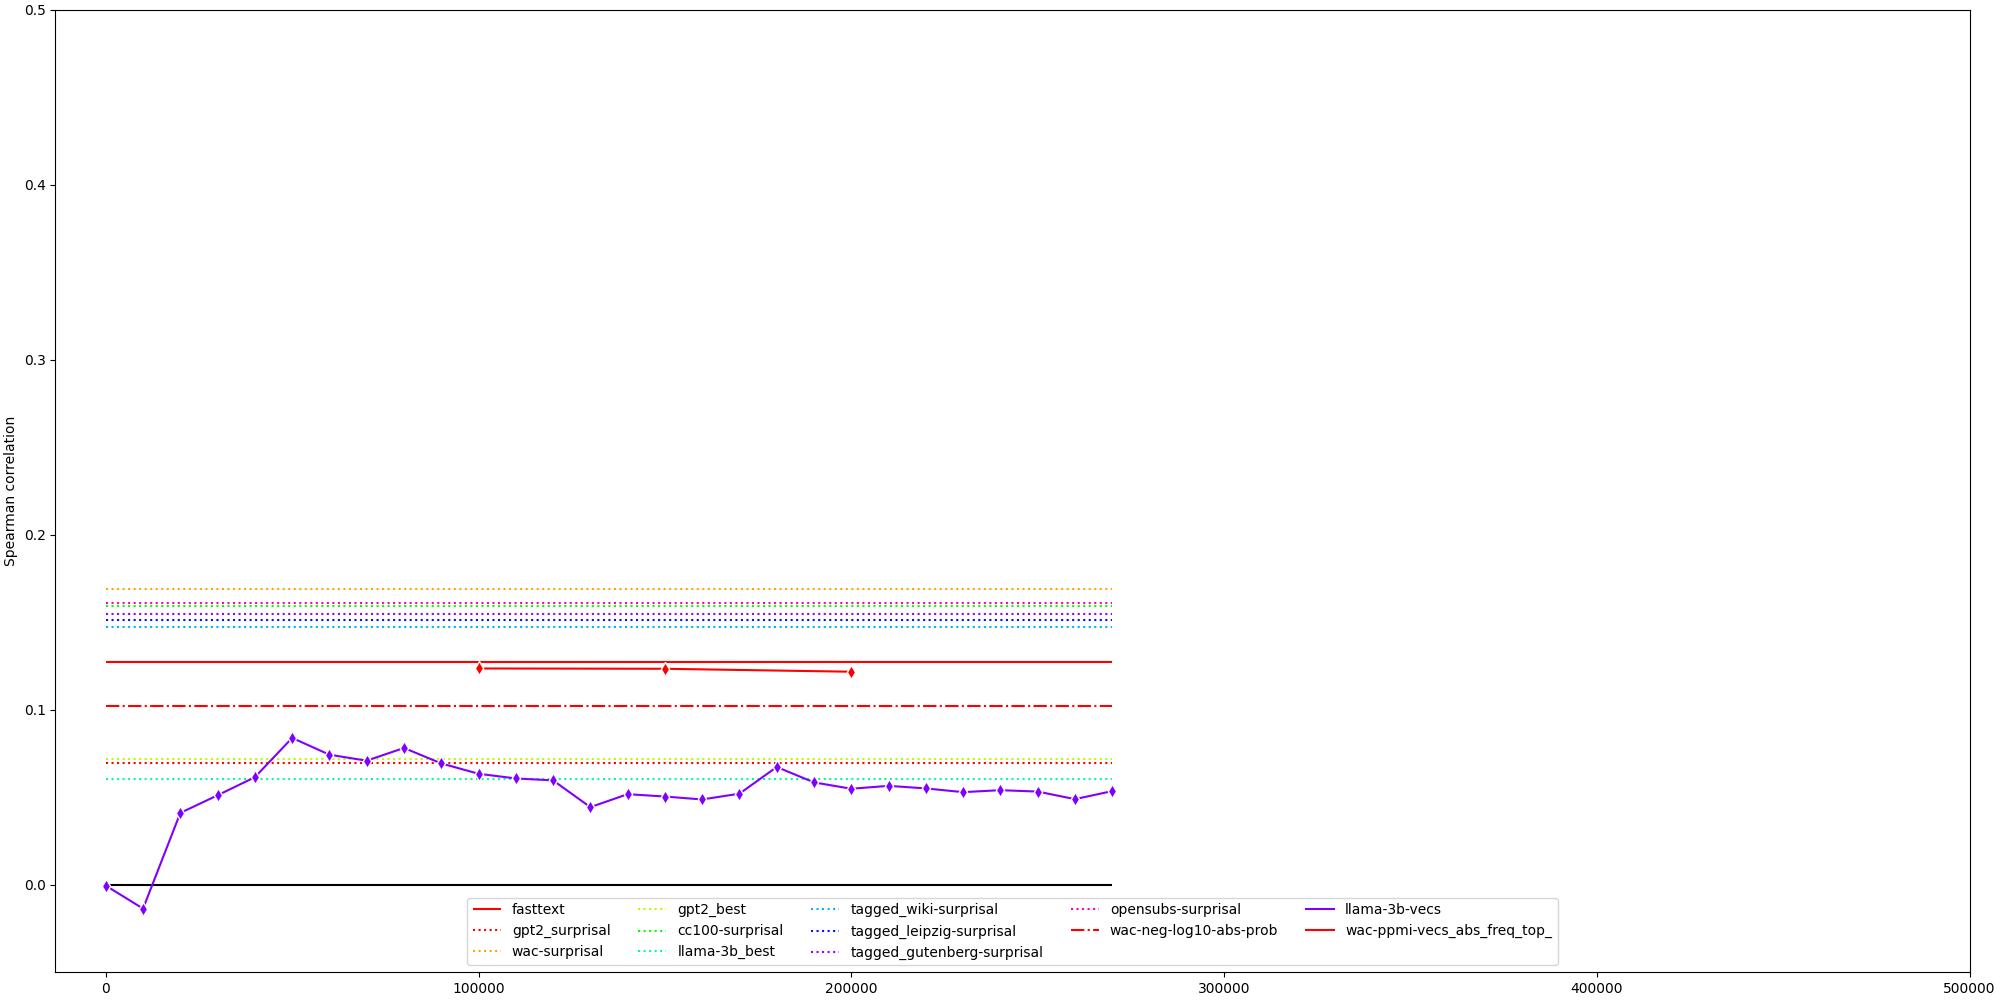 0.5
0.4
0.3
0.2
0.1
0.0
Spearman correlation
fasttext
gpt2_surprisal
wac-surprisal
gpt2_best
cc100-surprisal
llama-3b_best
tagged_wiki-surprisal
tagged_leipzig-surprisal
tagged_gutenberg-surprisal
opensubs-surprisal
wac-neg-log10-abs-prob
llama-3b-vecs
wac-ppmi-vecs_abs_freq_top_
0 100000 200000 300000 400000 500000